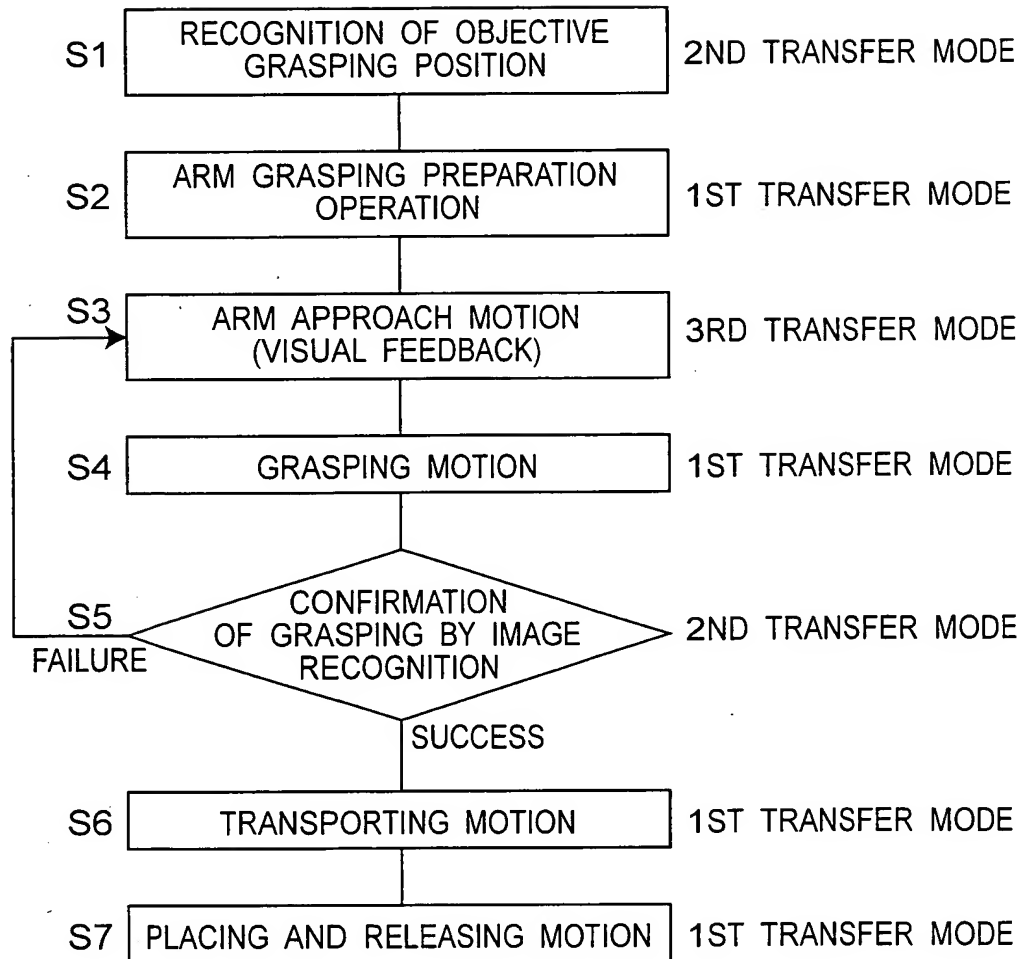 S1
RECOGNITION OF OBJECTIVE
GRASPING POSITION
2ND TRANSFER MODE
S2
ARM GRASPING PREPARATION
OPERATION
1ST TRANSFER MODE
S3
ARM APPROACH MOTION
(VISUAL FEEDBACK)
3RD TRANSFER MODE
S4
GRASPING MOTION
1ST TRANSFER MODE
S5
CONFIRMATION
OF GRASPING BY IMAGE
RECOGNITION
2ND TRANSFER MODE
FAILURE
SUCCESS
S6
TRANSPORTING MOTION
1ST TRANSFER MODE
S7
PLACING AND RELEASING MOTION
1ST TRANSFER MODE